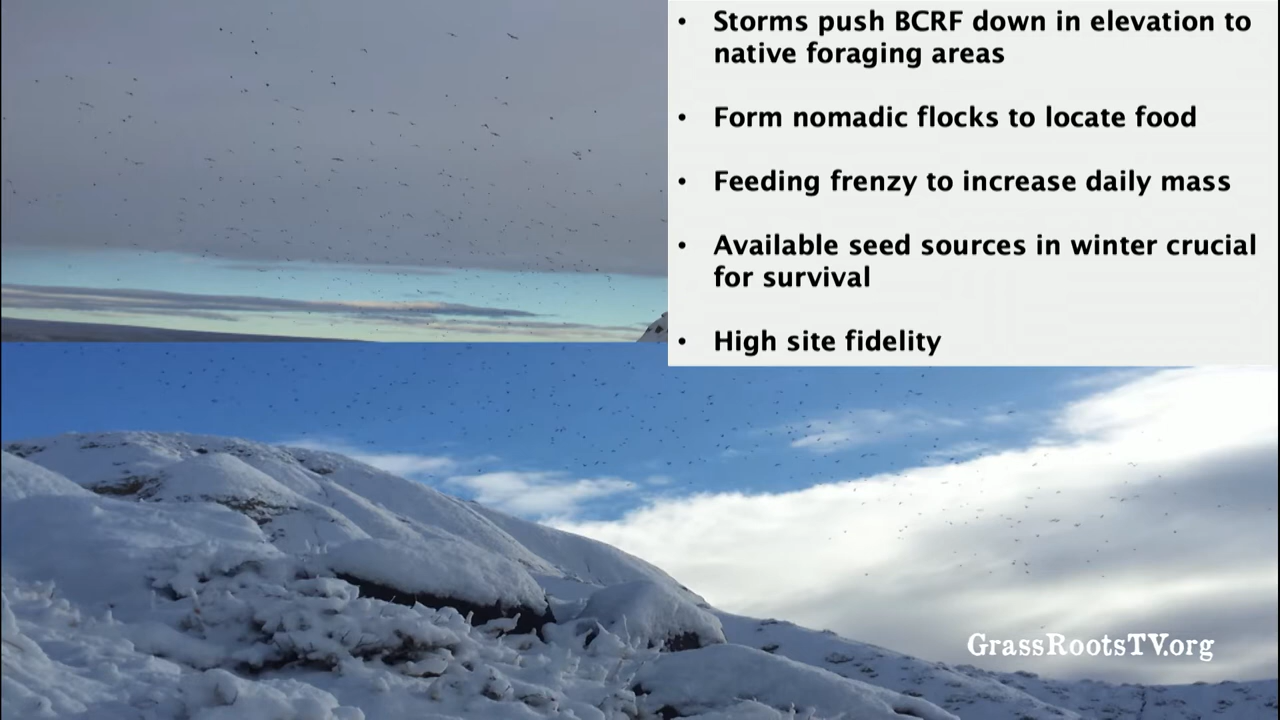 • Storms push BCRF down in elevation to
native foraging areas
• Form nomadic flocks to locate food
• Feeding frenzy to increase daily mass
• Available seed sources in winter crucial
for survival
• High site fidelity
GrassRootsTV.org